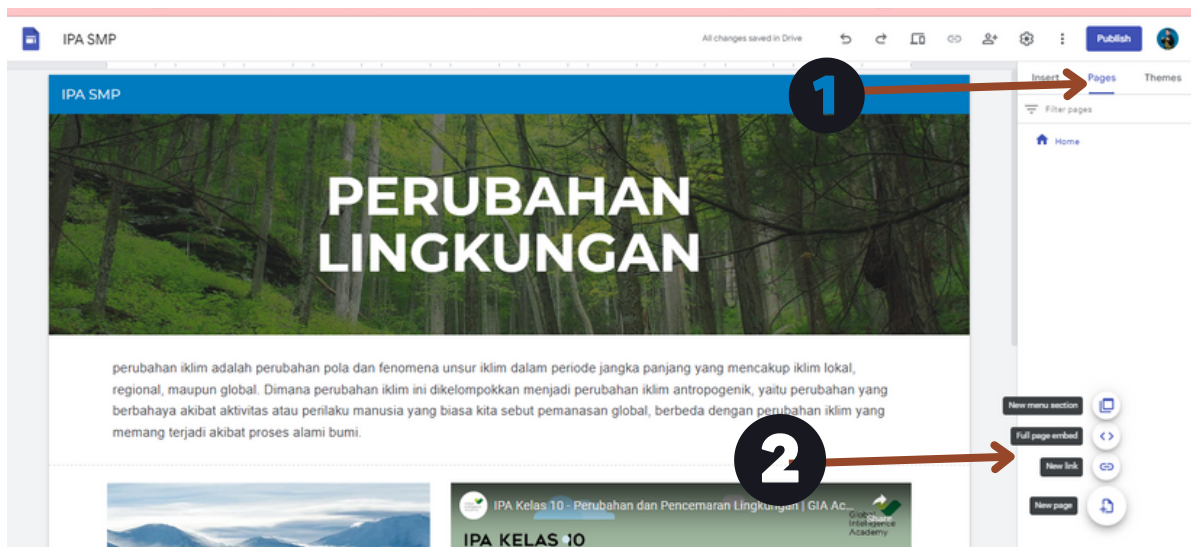 IPA SMP
All changes saved in Drive
Publish
Insert
Pages
Themes
Filter pages
Home
1
IPA SMP
PERUBAHAN
LINGKUNGAN
perubahan iklim adalah perubahan pola dan fenomena unsur iklim dalam periode jangka panjang yang mencakup iklim lokal,
regional, maupun global. Dimana perubahan iklim ini dikelompokkan menjadi perubahan iklim antropogenik, yaitu perubahan yang
berbahaya akibat aktivitas atau perilaku manusia yang biasa kita sebut pemanasan global, berbeda dengan perubahan iklim yang
memang terjadi akibat proses alami bumi.
2
New menu section
Full page embed
New link
New page
IPA Kelas 10 - Perubahan dan Pencemaran Lingkungan | GIA Ac...
Share
Global
Intelligence
Academy
IPA KELAS 10